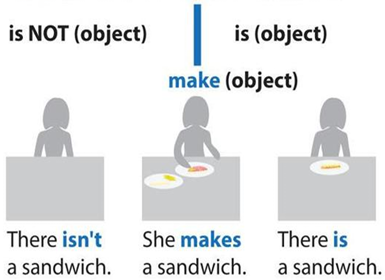 is NOT (object)
is (object)
make (object)
There isn't
a sandwich.
She makes
a sandwich.
There is
a sandwich.